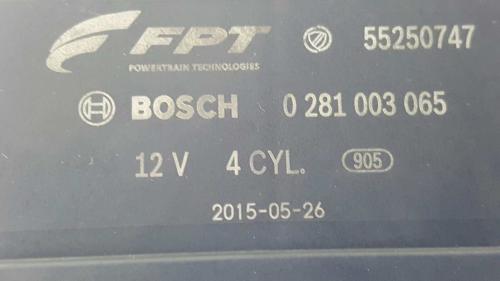 FPT 55250747
POWERTRAIN TECHNOLOGIES
BOSCH 0 281 003 065
12 V 4 CYL. 905
2015-05-26